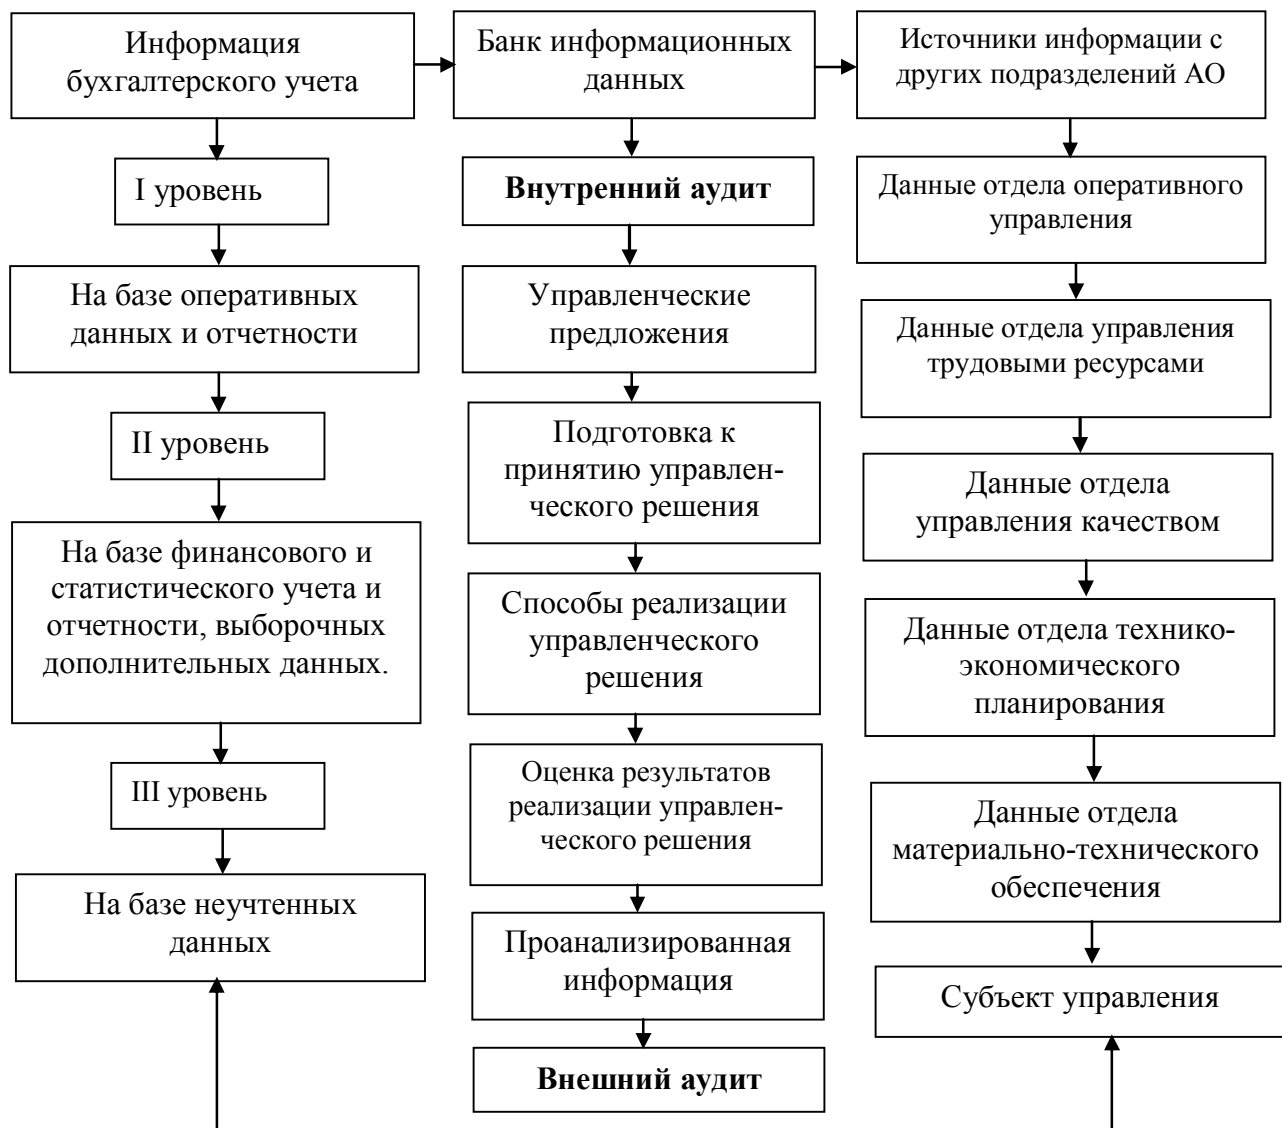 Информация
бухгалтерского учета
I уровень
На базе оперативных
данных и отчетности
II уровень
На базе финансового и
статистического учета и
отчетности, выборочных
дополнительных данных.
III уровень
На базе неучтенных
данных
Банк информационных
данных
Внутренний аудит
Управленческие
предложения
Подготовка к
принятию управлен-
ческого решения
Способы реализации
управленческого
решения
Оценка результатов
реализации управлен-
ческого решения
Проанализированная
информация
Внешний аудит
Источники информации с
других подразделений АО
Данные отдела оперативного
управления
Данные отдела управления
трудовыми ресурсами
Данные отдела
управления качеством
Данные отдела технико-
экономического
планирования
Данные отдела
материально-технического
обеспечения
Субъект управления